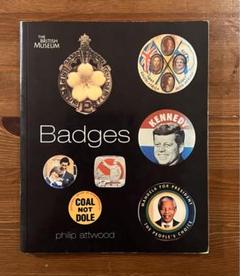 THE
BRITISH
MUSEUM
KENNEDY
Badges
COAL
NOT
DOLE
MANDELA FOR PRESIDENT
THE PEOPLE'S CHOICE
philip attwood